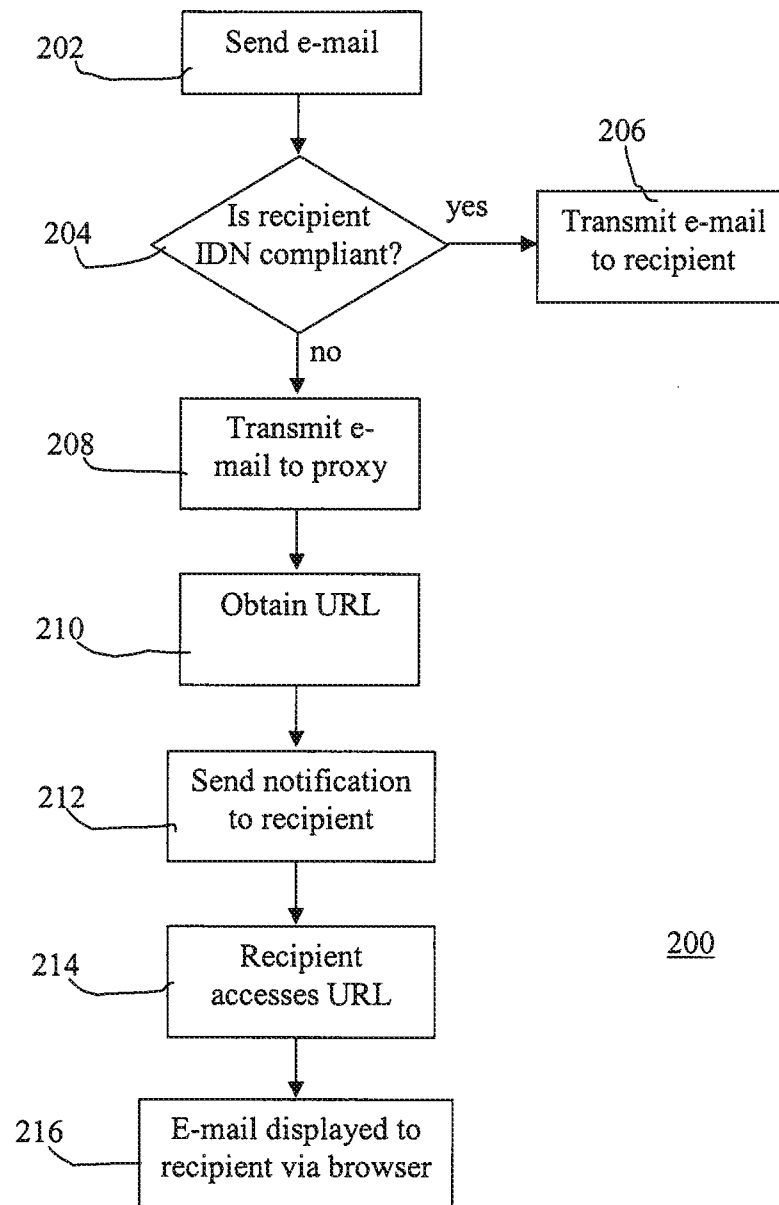 202
Send e-mail
206
204
Is recipient
IDN compliant?
yes
Transmit e-mail
to recipient
no
208
Transmit e-
mail to proxy
210
Obtain URL
212
Send notification
to recipient
214
Recipient
accesses URL
200
216
E-mail displayed to
recipient via browser